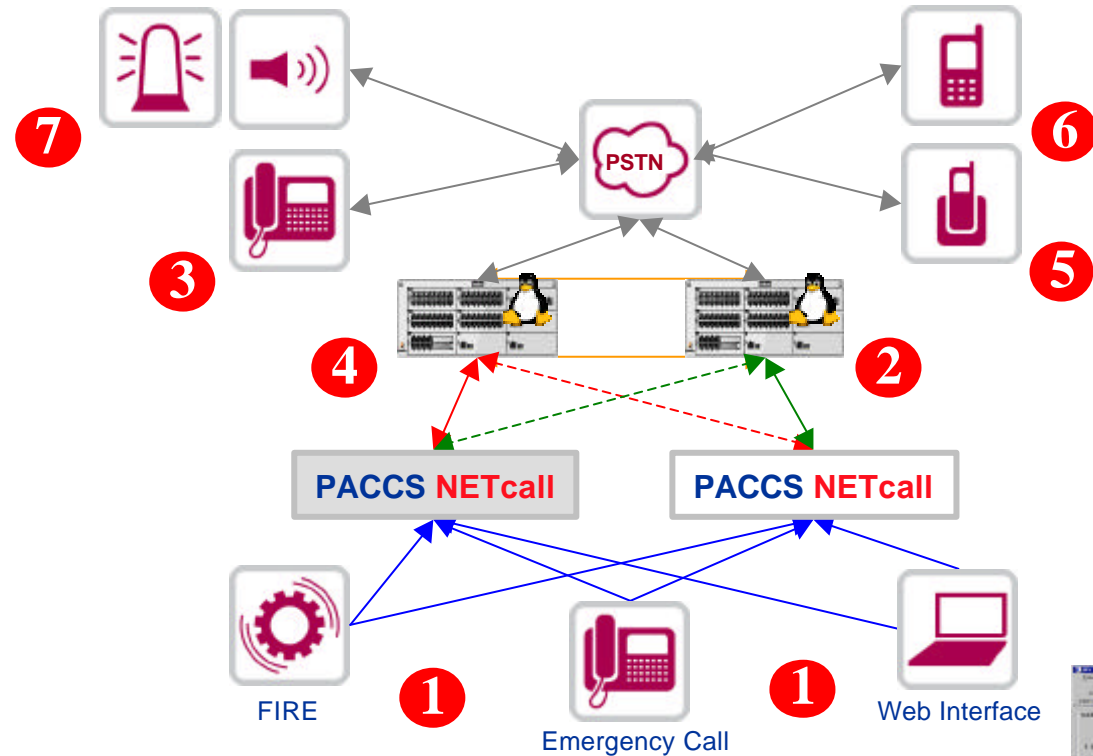 7
PSTN
6
3
5
4
2
PACCS NETcall
PACCS NETcall
FIRE
1
1
Web Interface
Emergency Call